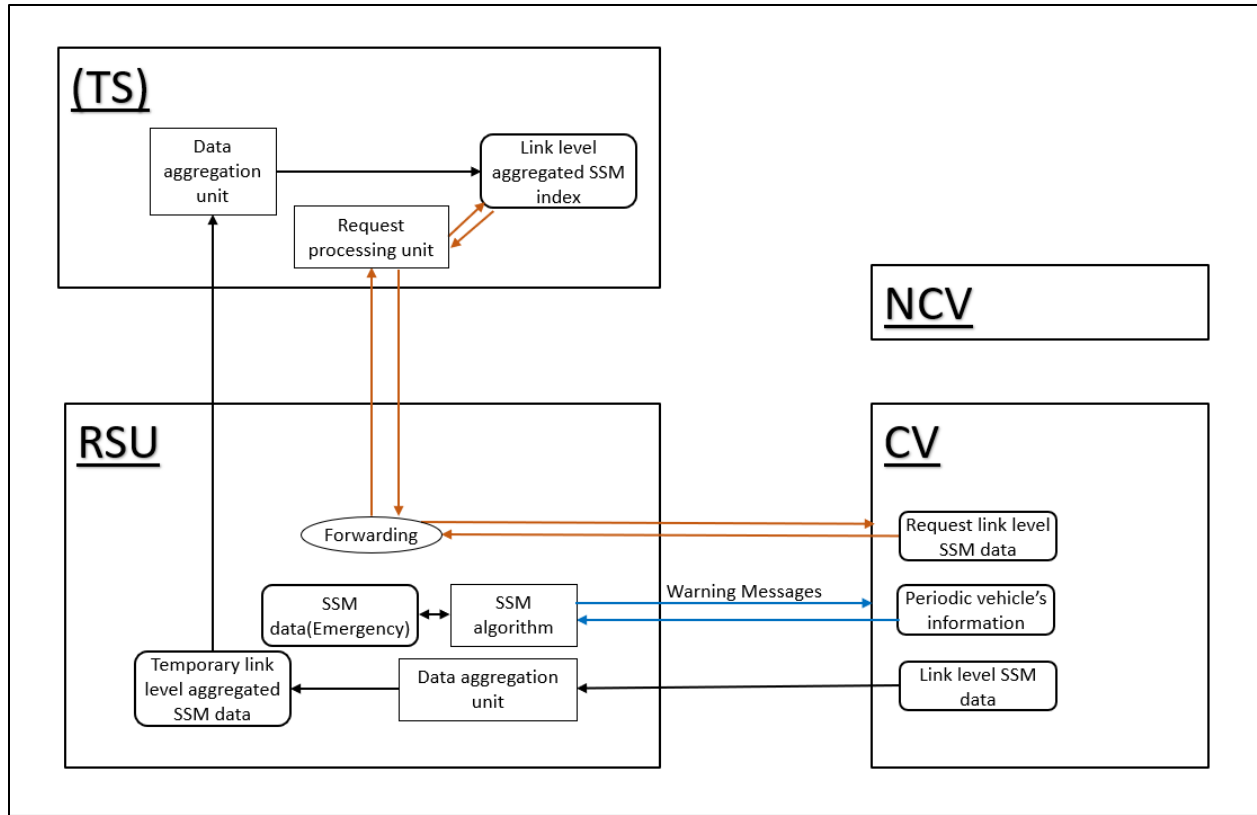 (TS)
Data
aggregation
unit
Link level
aggregated SSM
index
Request
processing unit
NCV
RSU
CV
Forwarding
Request link level
SSM data
Warning Messages
SSM
data(Emergency)
SSM
algorithm
Periodic vehicle's
information
Temporary link
level aggregated
SSM data
Data aggregation
unit
Link level SSM
data